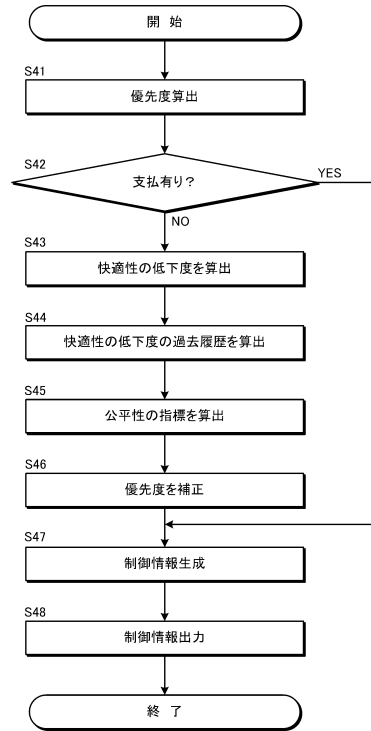 開 始
S41
優先度算出
S42
支払有り？
YES
NO
S43
快適性の低下度を算出
S44
快適性の低下度の過去履歴を算出
S45
公平性の指標を算出
S46
優先度を補正
S47
制御情報生成
S48
制御情報出力
終 了